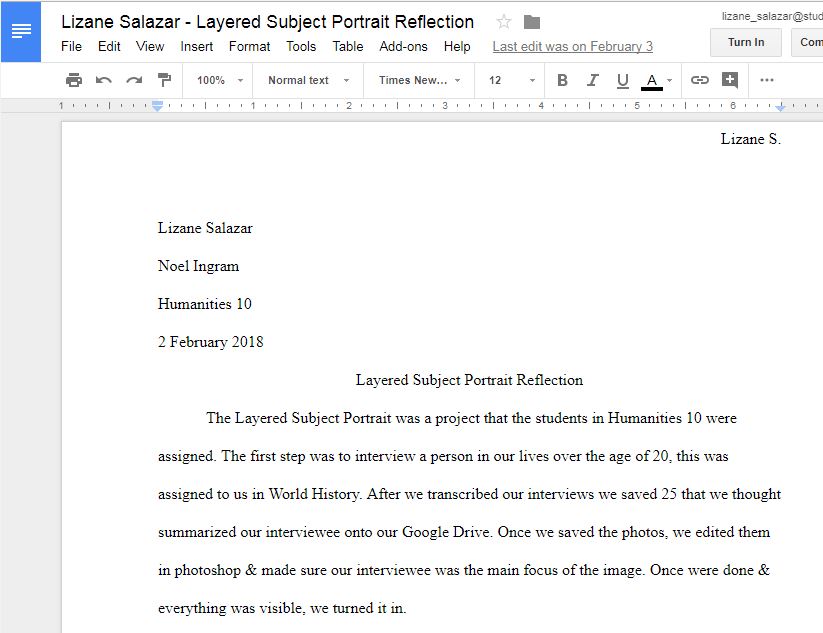 Lizane Salazar - Layered Subject Portrait Reflection
lizane_salazar@stud
File Edit View Insert Format Tools Table Add-ons Help Last edit was on February 3
Turn In Com
100% Normal text Times New... 12 B I U A ...
1 1 2 3 4 5 6
Lizane S.
Lizane Salazar
Noel Ingram
Humanities 10
2 February 2018
Layered Subject Portrait Reflection
The Layered Subject Portrait was a project that the students in Humanities 10 were
assigned. The first step was to interview a person in our lives over the age of 20, this was
assigned to us in World History. After we transcribed our interviews we saved 25 that we thought
summarized our interviewee onto our Google Drive. Once we saved the photos, we edited them
in photoshop & made sure our interviewee was the main focus of the image. Once were done &
everything was visible, we turned it in.